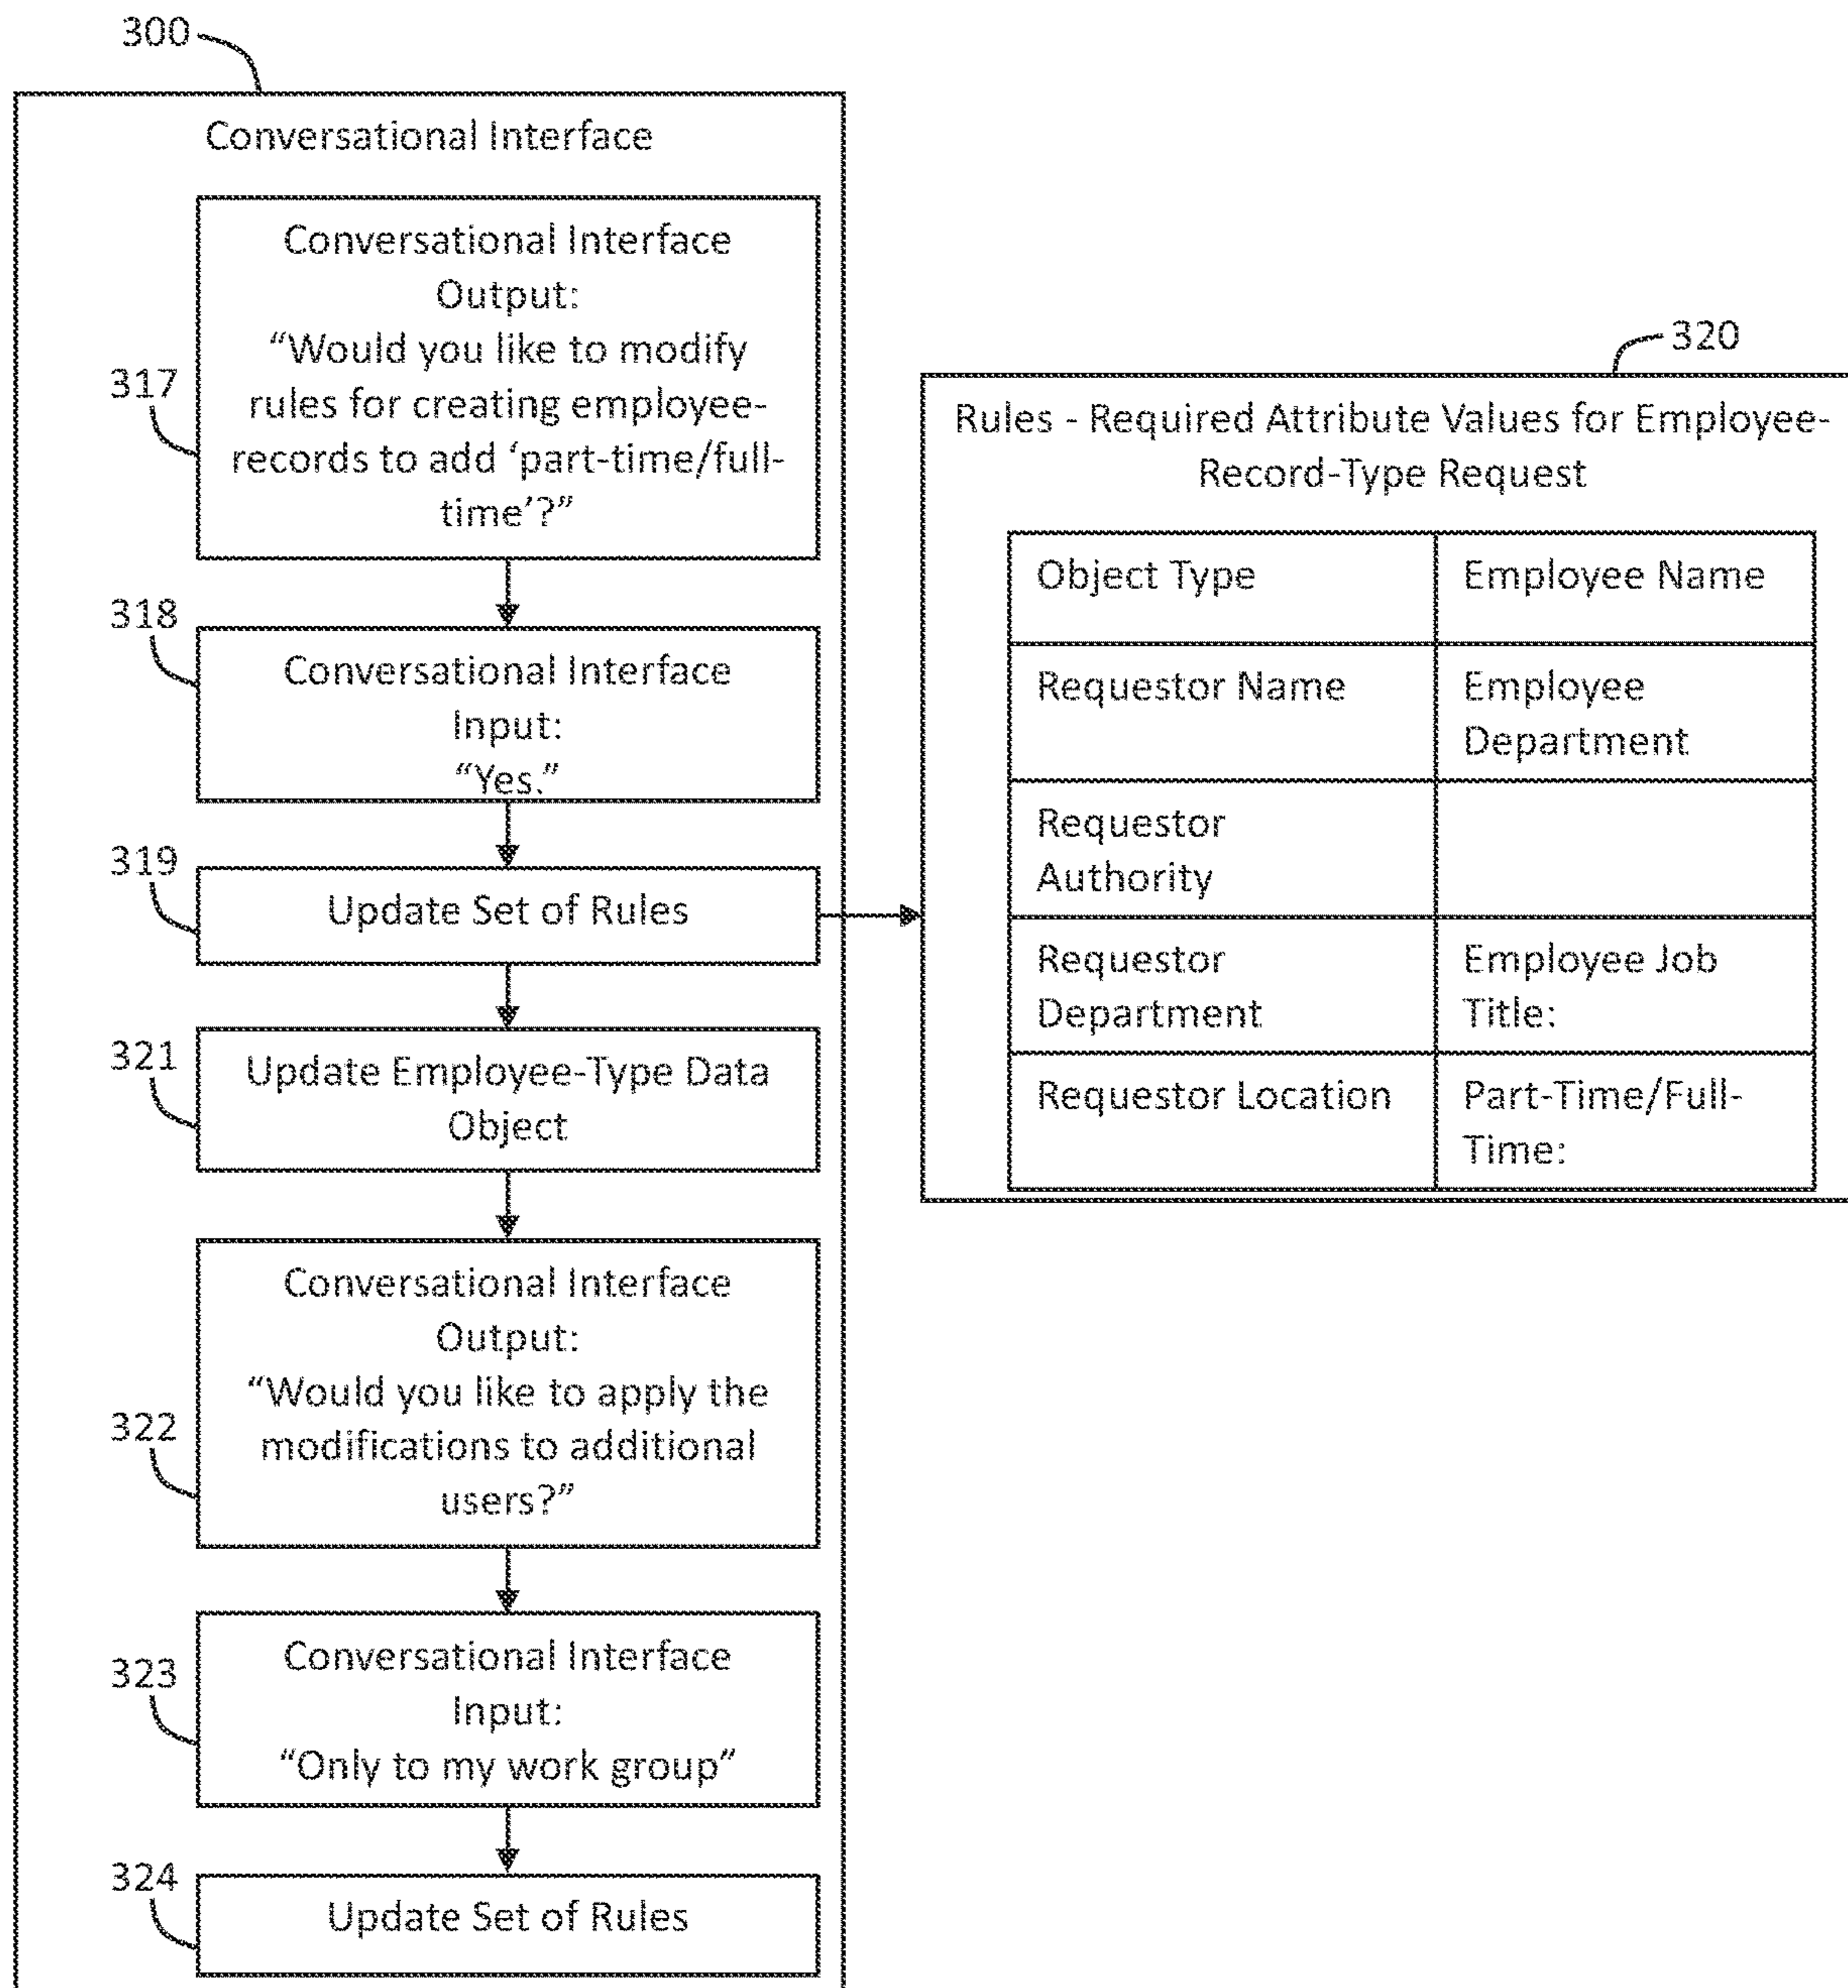 300
Conversational Interface
Conversational Interface
Output:
“Would you like to modify
rules for creating employee-
records to add ‘part-time/full-
time’?”
317
Conversational Interface
Input:
“Yes.”
318
Update Set of Rules
319
Update Employee-Type Data
Object
321
Conversational Interface
Output:
“Would you like to apply the
modifications to additional
users?”
322
Conversational Interface
Input:
“Only to my work group”
323
Update Set of Rules
324
320
Rules - Required Attribute Values for Employee-
Record-Type Request
Object Type
Employee Name
Requestor Name
Employee
Department
Requestor
Authority
Requestor
Department
Employee Job
Title:
Requestor Location
Part-Time/Full-
Time: